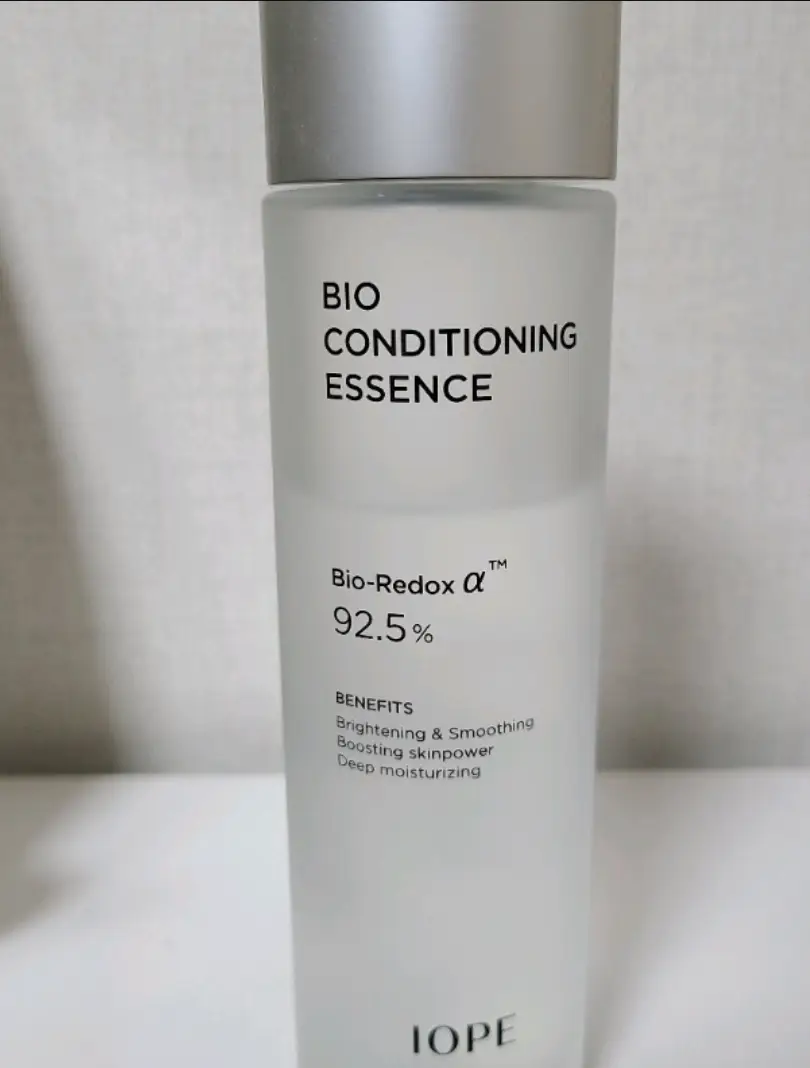 BIO
CONDITIONING
ESSENCE
Bio-Redox α™
92.5%
BENEFITS
Brightening & Smoothing
Boosting skinpower
Deep moisturizing
IOPE